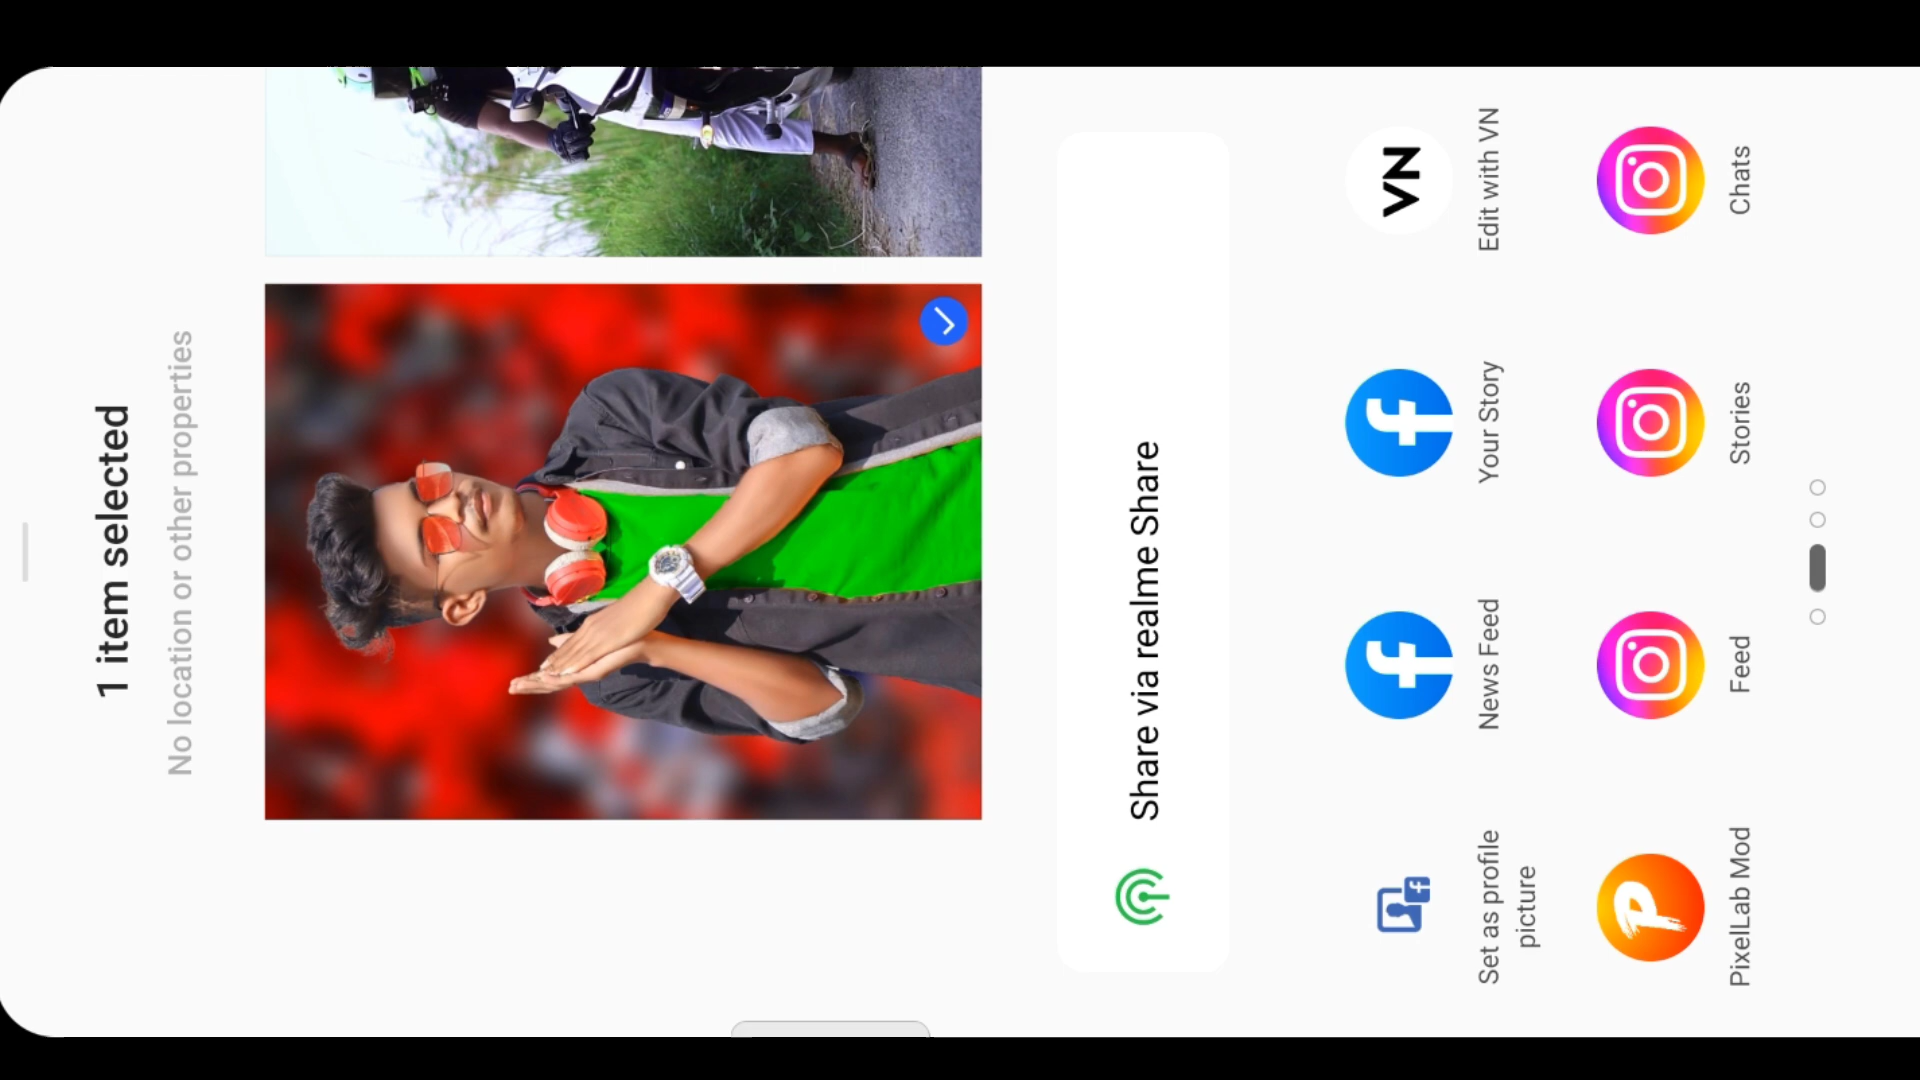 1 item selected
No location or other properties
Share via realme Share
Set as profile
picture
News Feed
Your Story
Edit with VN
VN
PixelLab Mod
Feed
Stories
Chats